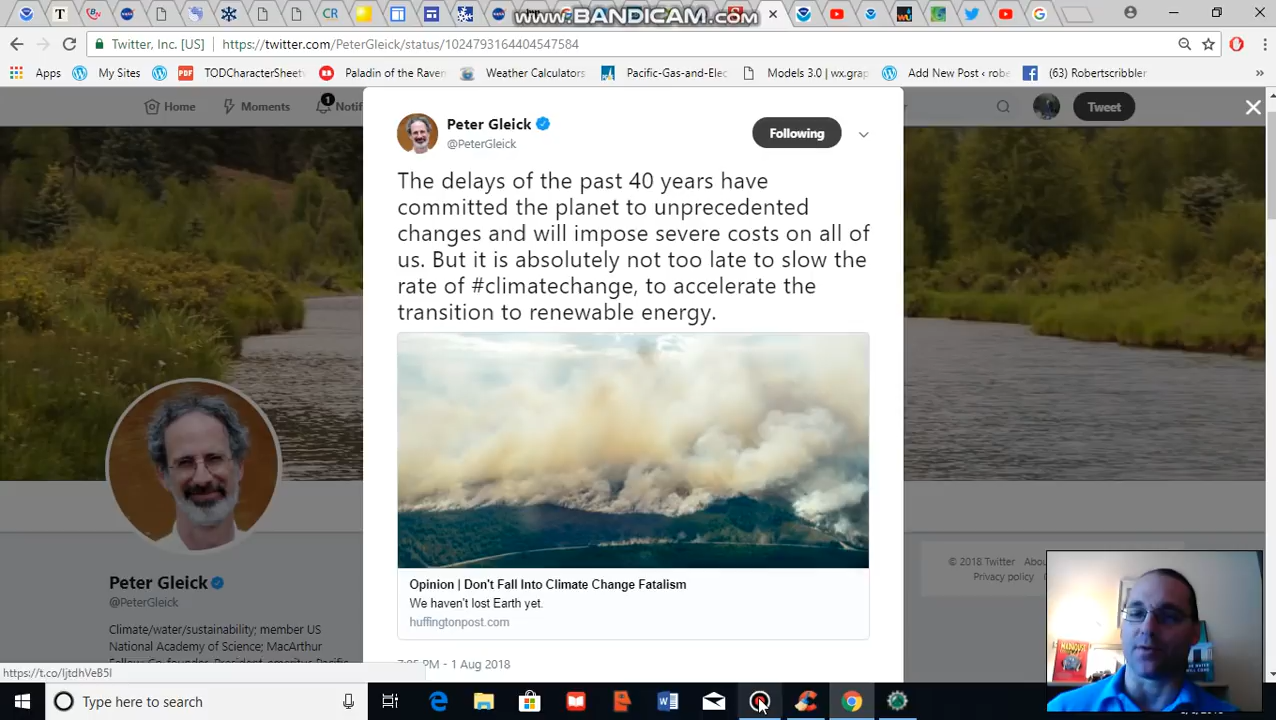 www.BANDICAM.com
Twitter, Inc. [US] https://twitter.com/PeterGleick/status/1024793164404547584
Apps My Sites TODCharacterSheet Paladin of the Raven Weather Calculators Pacific-Gas-and-Elec Models 3.0 | wx.grap Add New Post ‹ robe (63) Robertscribbler »
Home Moments 1 Notif Tweet
Peter Gleick
@PeterGleick
Following
The delays of the past 40 years have
committed the planet to unprecedented
changes and will impose severe costs on all of
us. But it is absolutely not too late to slow the
rate of #climatechange, to accelerate the
transition to renewable energy.
Opinion | Don't Fall Into Climate Change Fatalism
We haven't lost Earth yet.
huffingtonpost.com
PM - 1 Aug 2018
Peter Gleick
@PeterGleick
Climate/water/sustainability; member US
National Academy of Science; MacArthur
© 2018 Twitter
Privacy policy
https://t.co/IjtdhVeB5I
Type here to search